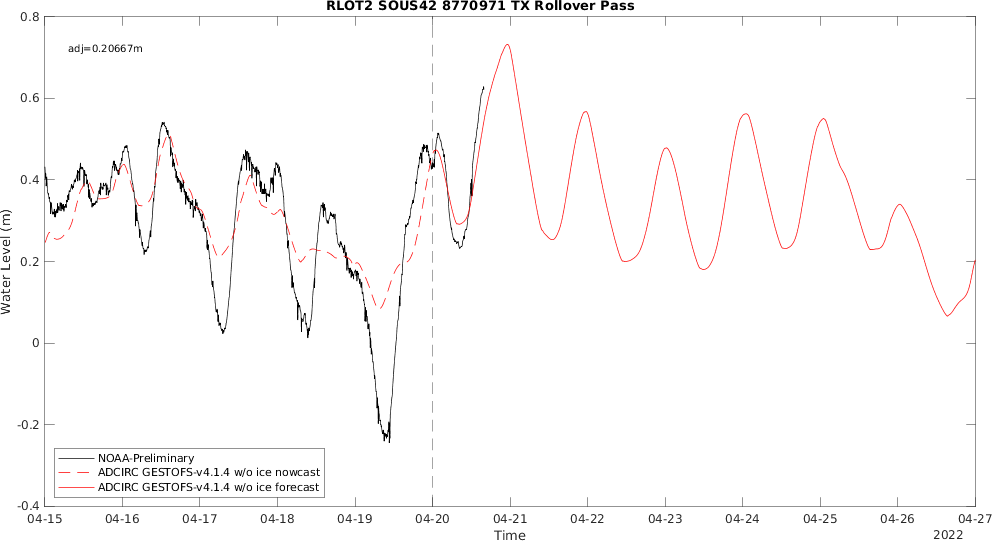 RLOT2 SOUS42 8770971 TX Rollover Pass
adj=0.20667m
0.8
0.6
0.4
0.2
0
-0.2
-0.4
Water Level (m)
NOAA-Preliminary
ADCIRC GESTOFS-v4.1.4 w/o ice nowcast
ADCIRC GESTOFS-v4.1.4 w/o ice forecast
04-15 04-16 04-17 04-18 04-19 04-20 04-21 04-22 04-23 04-24 04-25 04-26 04-27
Time
2022